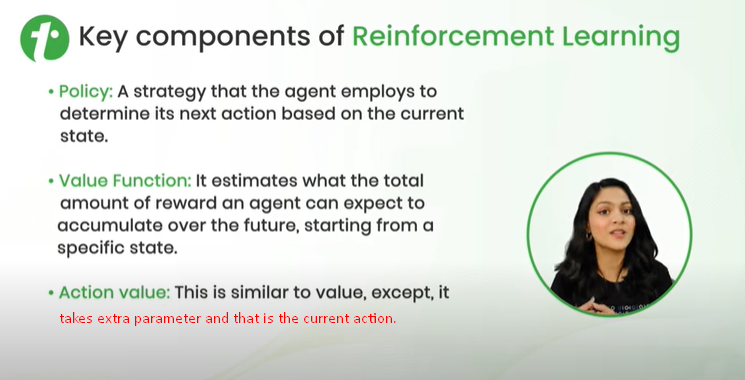 Key components of Reinforcement Learning
• Policy: A strategy that the agent employs to
determine its next action based on the current
state.
• Value Function: It estimates what the total
amount of reward an agent can expect to
accumulate over the future, starting from a
specific state.
• Action value: This is similar to value, except, it
takes extra parameter and that is the current action.